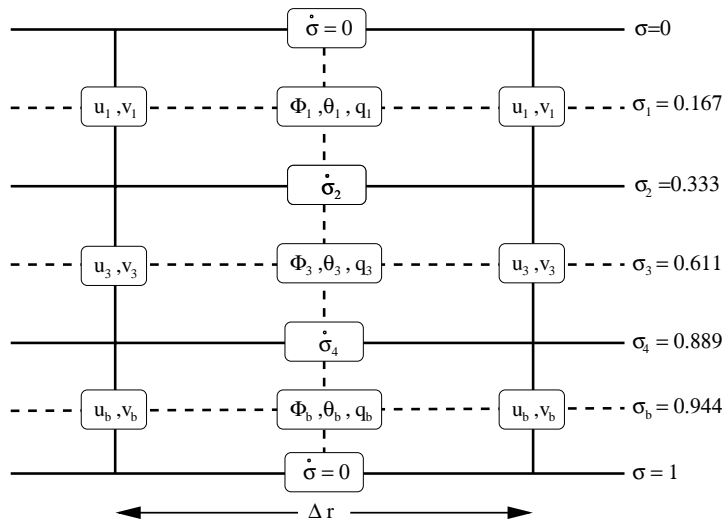 σ̊ = 0 σ=0
u₁ ,v₁ Φ₁ ,θ₁ , q₁ u₁ ,v₁ σ₁ = 0.167
σ̊₂ σ₂ =0.333
u₃ ,v₃ Φ₃ ,θ₃ , q₃ u₃ ,v₃ σ₃ = 0.611
σ̊₄ σ₄ = 0.889
u_b ,v_b Φ_b ,θ_b , q_b u_b ,v_b σ_b = 0.944
σ̊ = 0 σ = 1
Δ r